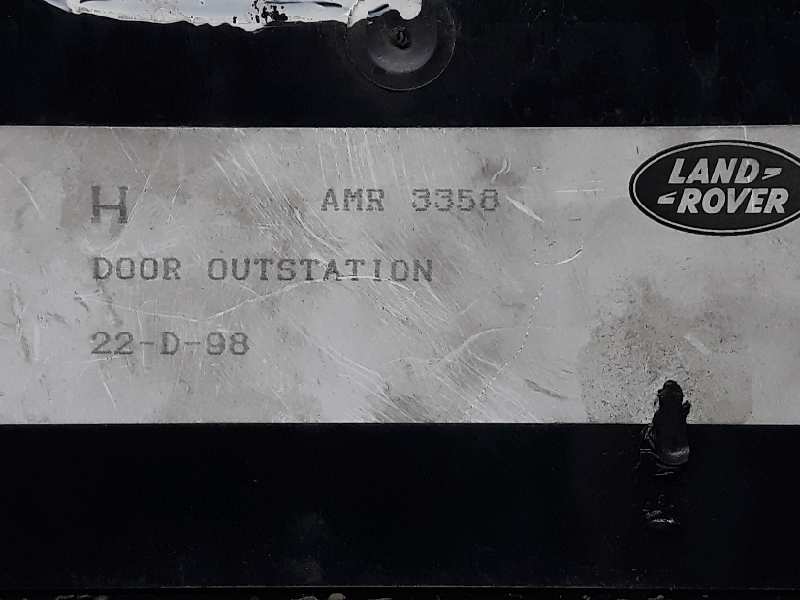 H AMR 3358
LAND-
-ROVER
DOOR OUTSTATION
22-D-98